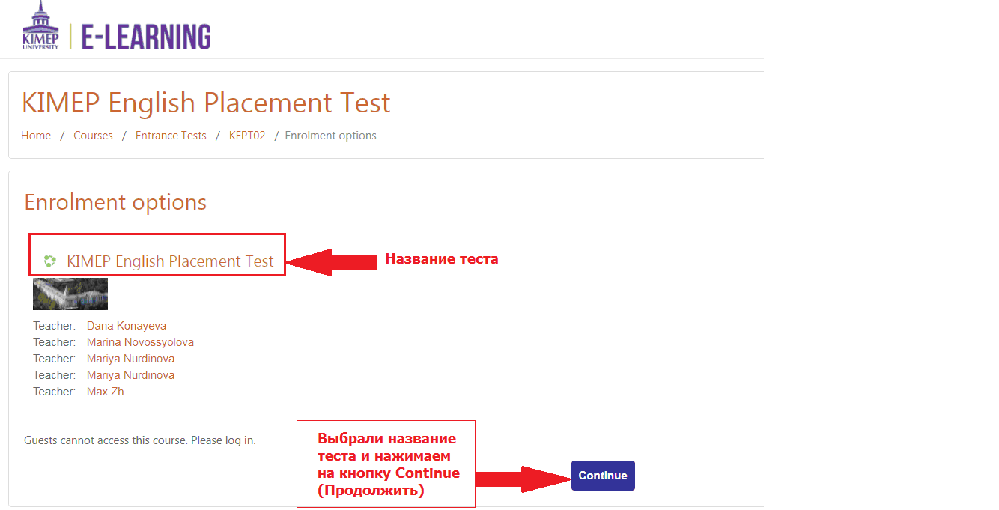 KIMEP
UNIVERSITY
E-LEARNING
KIMEP English Placement Test
Home / Courses / Entrance Tests / KEPT02 / Enrolment options
Enrolment options
KIMEP English Placement Test
Название теста
Teacher: Dana Konayeva
Teacher: Marina Novossyolova
Teacher: Mariya Nurdinova
Teacher: Mariya Nurdinova
Teacher: Max Zh
Guests cannot access this course. Please log in.
Выбрали название
теста и нажимаем
на кнопку Continue
(Продолжить)
Continue